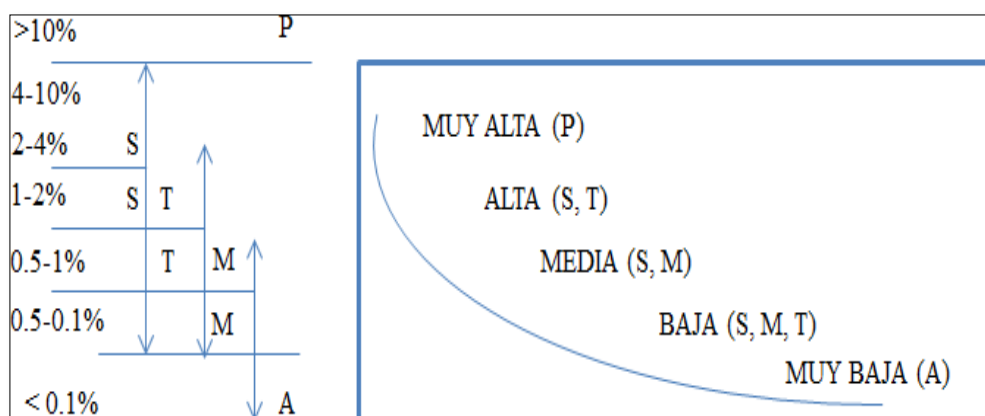 >10% P
4-10%
2-4% S
1-2% S T
0.5-1% T M
0.5-0.1% M
< 0.1% A
MUY ALTA (P)
ALTA (S, T)
MEDIA (S, M)
BAJA (S, M, T)
MUY BAJA (A)